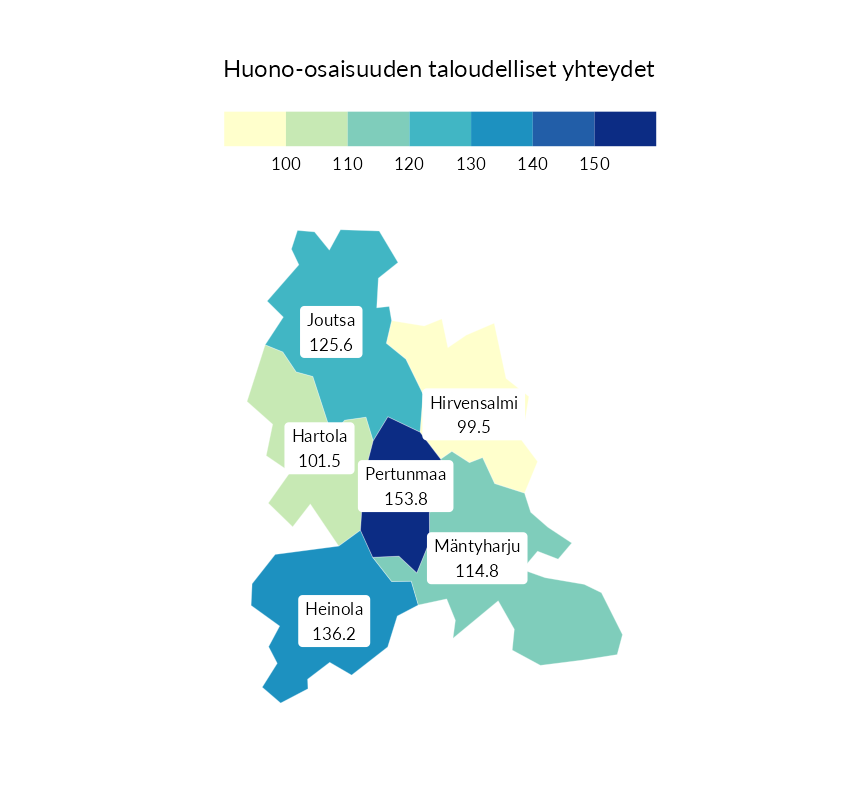 Huono-osaisuuden taloudelliset yhteydet
100 110 120 130 140 150
Joutsa
125.6
Hirvensalmi
99.5
Hartola
101.5
Pertunmaa
153.8
Mäntyharju
114.8
Heinola
136.2